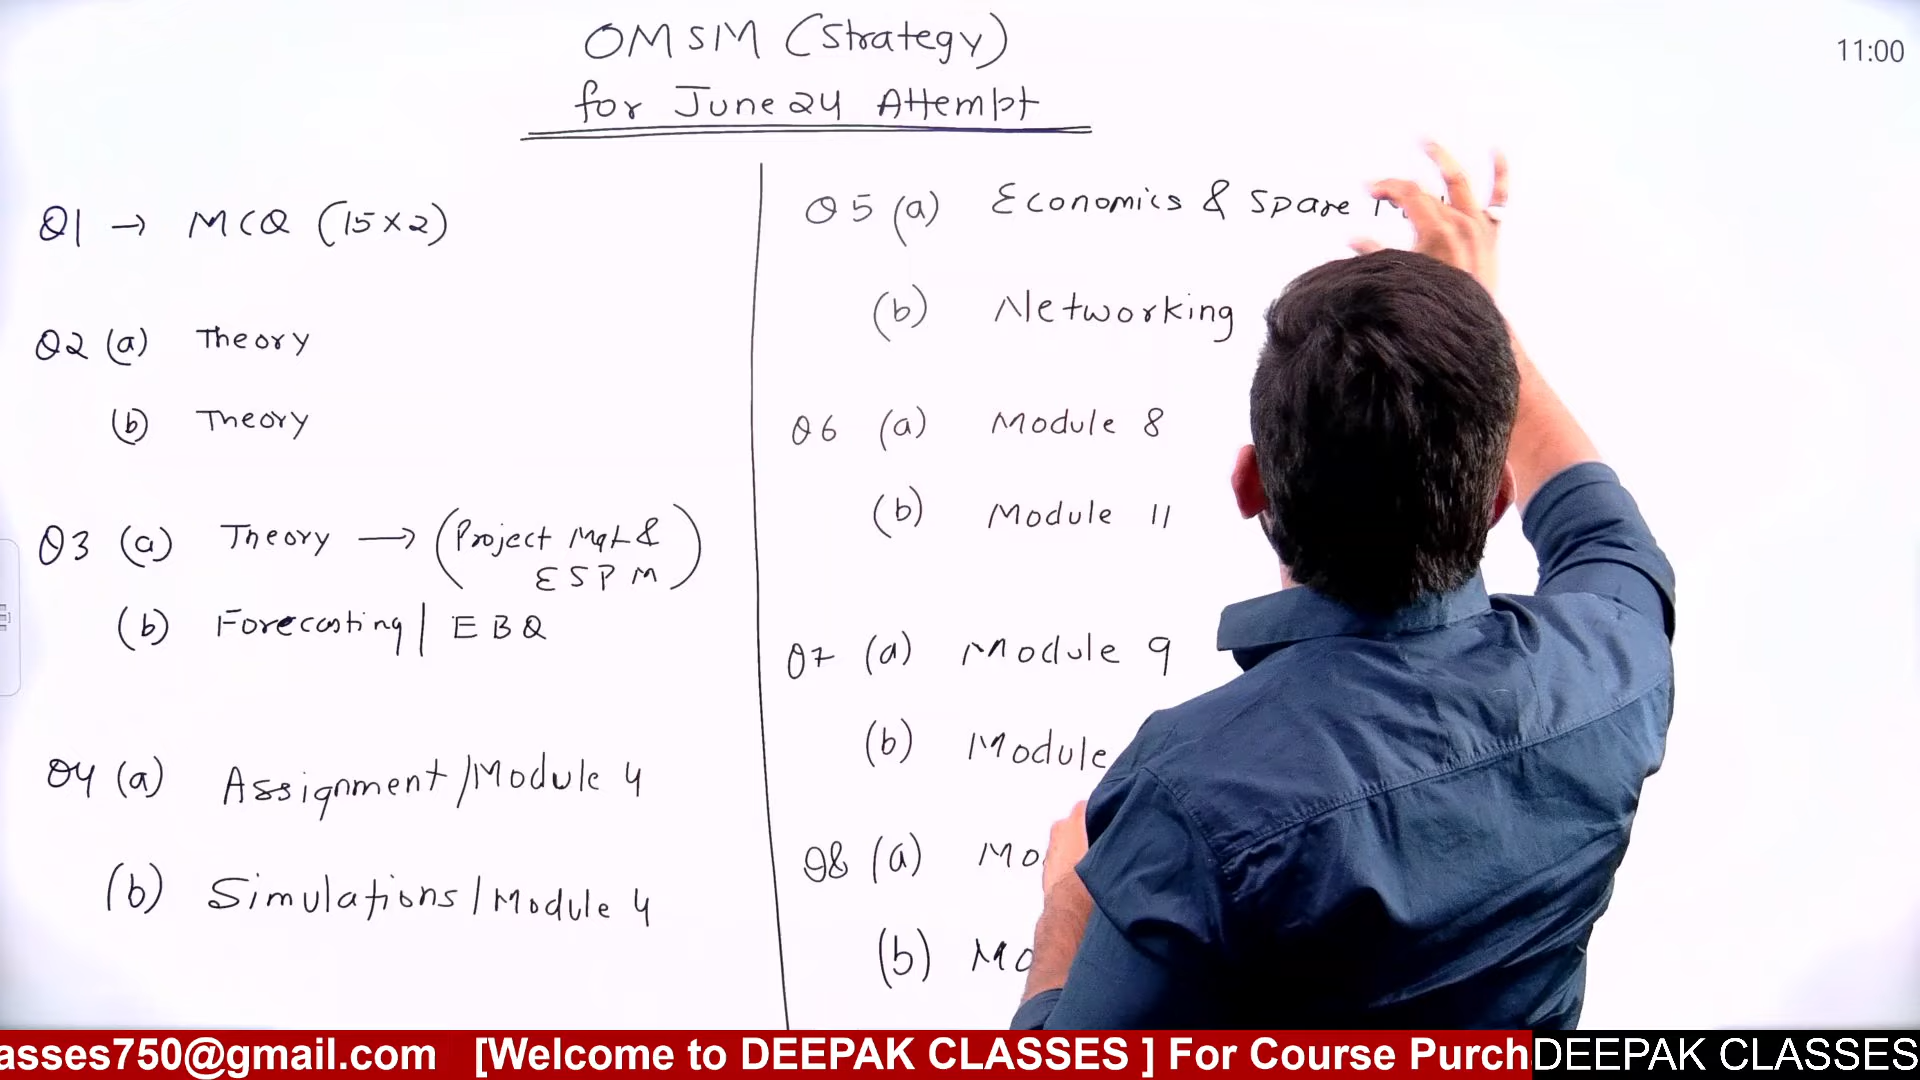 OMSM (Strategy)
for June 24 Attempt
11:00
Q1 → MCQ (15×2)
Q2 (a) Theory
(b) Theory
Q3 (a) Theory → (Project Mgt &
ESPM)
(b) Forecasting | EBQ
Q4 (a) Assignment/Module 4
(b) Simulations/Module 4
Q5 (a) Economics & Spare
(b) Networking
Q6 (a) Module 8
(b) Module 11
Q7 (a) Module 9
(b) Module
Q8 (a) Mo
(b) Mo
asses750@gmail.com [Welcome to DEEPAK CLASSES ] For Course Purch
DEEPAK CLASSES